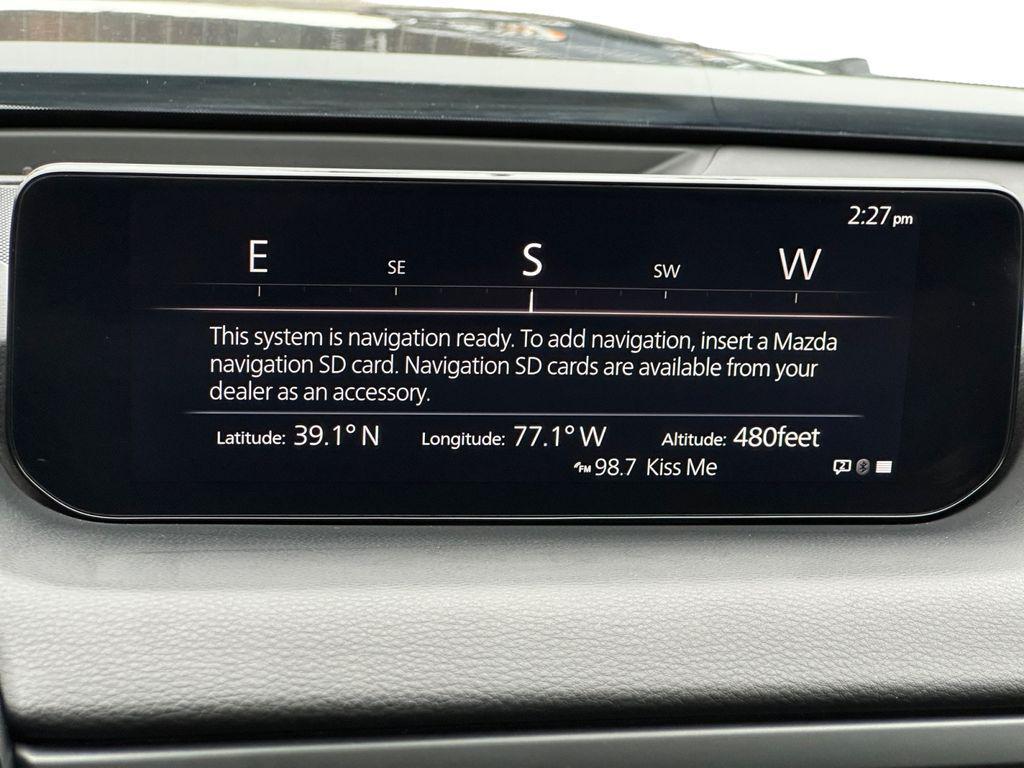 2:27pm
E SE S SW W
This system is navigation ready. To add navigation, insert a Mazda
navigation SD card. Navigation SD cards are available from your
dealer as an accessory.
Latitude: 39.1° N Longitude: 77.1° W Altitude: 480feet
FM 98.7 Kiss Me